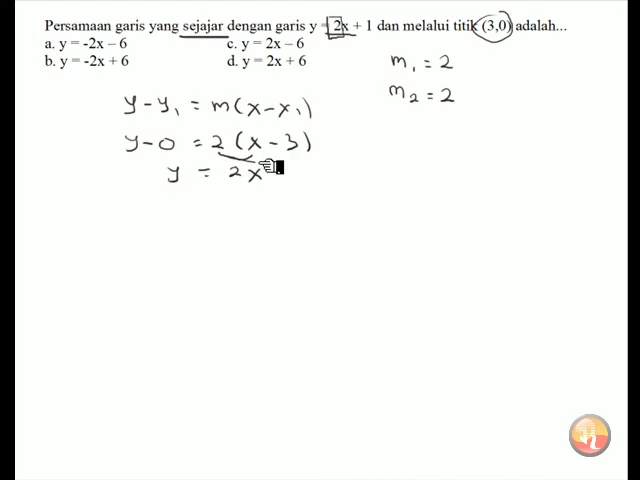 Persamaan garis yang sejajar dengan garis y = 2x + 1 dan melalui titik (3,0) adalah...
a. y = -2x – 6 c. y = 2x – 6
b. y = -2x + 6 d. y = 2x + 6
m₁ = 2
m₂ = 2
y - y₁ = m(x - x₁)
y - 0 = 2 (x - 3)
y = 2x